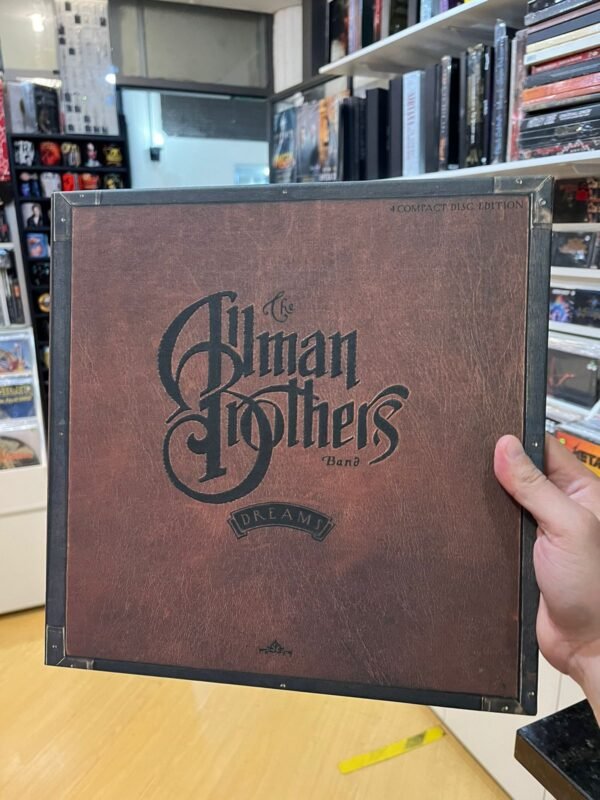 4 COMPACT DISC EDITION
The
Allman
Brothers
Band
DREAMS